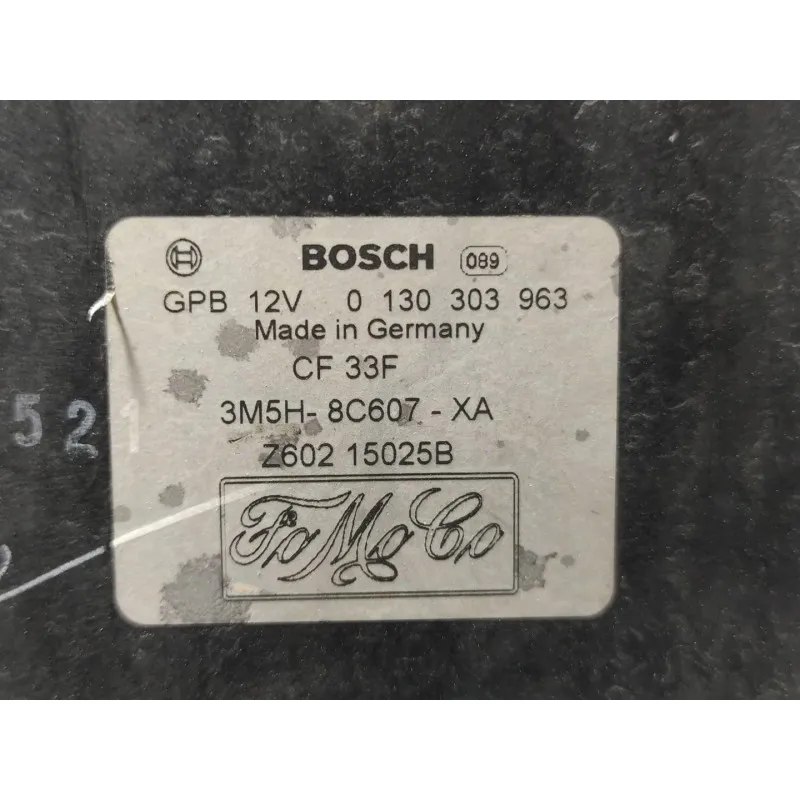 BOSCH 089
GPB 12V 0 130 303 963
Made in Germany
CF 33F
3M5H- 8C607 - XA
521
Z602 15025B
FoMoCo